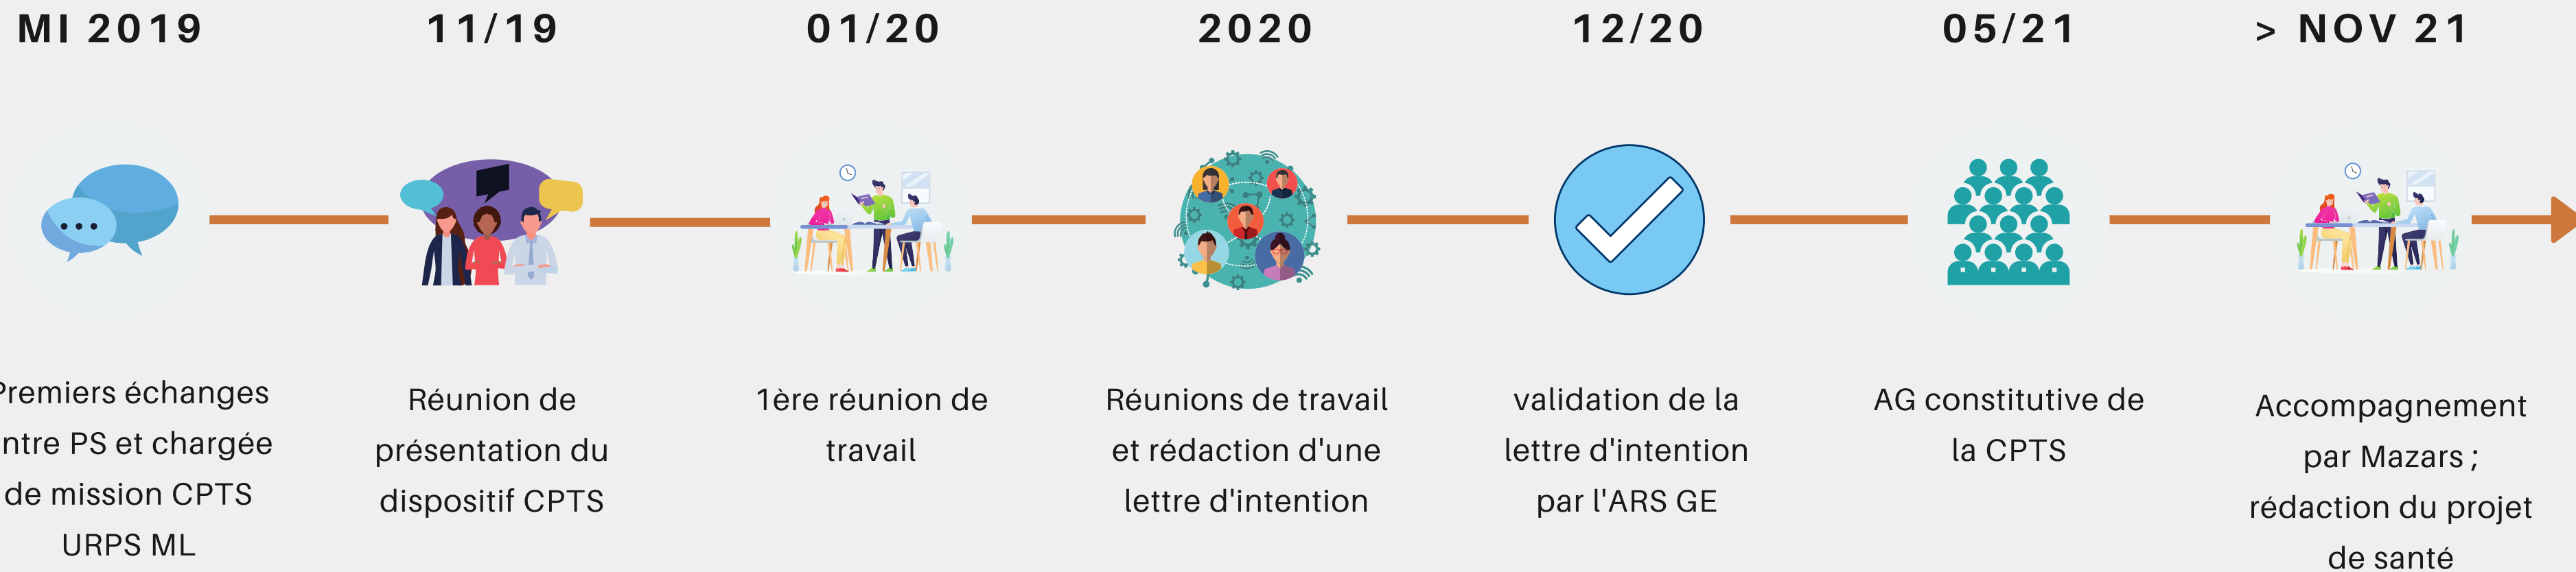 MI 2019
Premiers échanges
ntre PS et chargée
de mission CPTS
URPS ML
11/19
Réunion de
présentation du
dispositif CPTS
01/20
1ère réunion de
travail
2020
Réunions de travail
et rédaction d'une
lettre d'intention
12/20
validation de la
lettre d'intention
par l'ARS GE
05/21
AG constitutive de
la CPTS
> NOV 21
Accompagnement
par Mazars ;
rédaction du projet
de santé